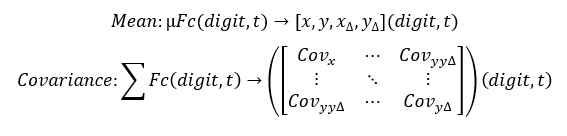 Mean: μFc(digit, t) → [x, y, x_Δ, y_Δ](digit, t)
Covariance: ∑ Fc(digit, t) → ([Cov_x ⋯ Cov_yyΔ
⋮ ⋱ ⋮
Cov_yyΔ ⋯ Cov_yΔ]) (digit, t)